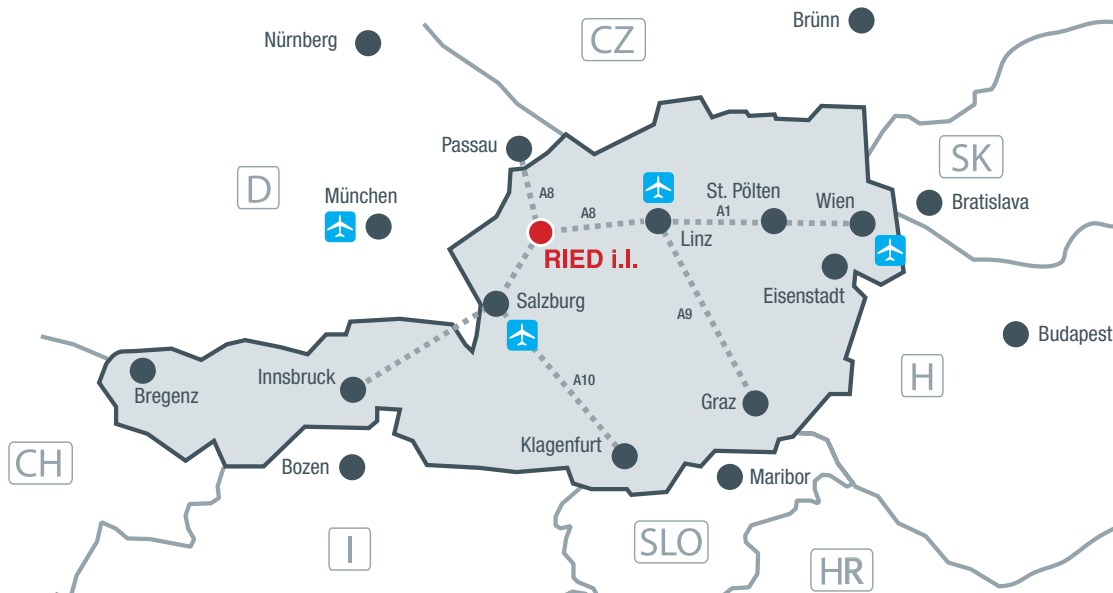 Brünn
CZ
Nürnberg
Passau
SK
D
München
A8
St. Pölten
Wien
Bratislava
A8
A1
Linz
RIED i.I.
Eisenstadt
Salzburg
A9
Budapest
Innsbruck
A10
H
Bregenz
Graz
Klagenfurt
CH
Bozen
Maribor
I
SLO
HR